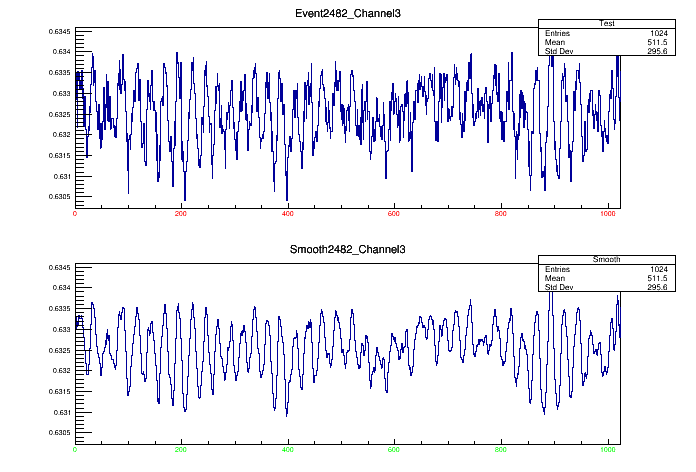 Event2482_Channel3
Test
Entries 1024
Mean 511.5
Std Dev 295.6
0.6345
0.634
0.6335
0.633
0.6325
0.632
0.6315
0.631
0.6305
0 200 400 600 800 1000
Smooth2482_Channel3
Smooth
Entries 1024
Mean 511.5
Std Dev 295.6
0.6345
0.634
0.6335
0.633
0.6325
0.632
0.6315
0.631
0.6305
0 200 400 600 800 1000